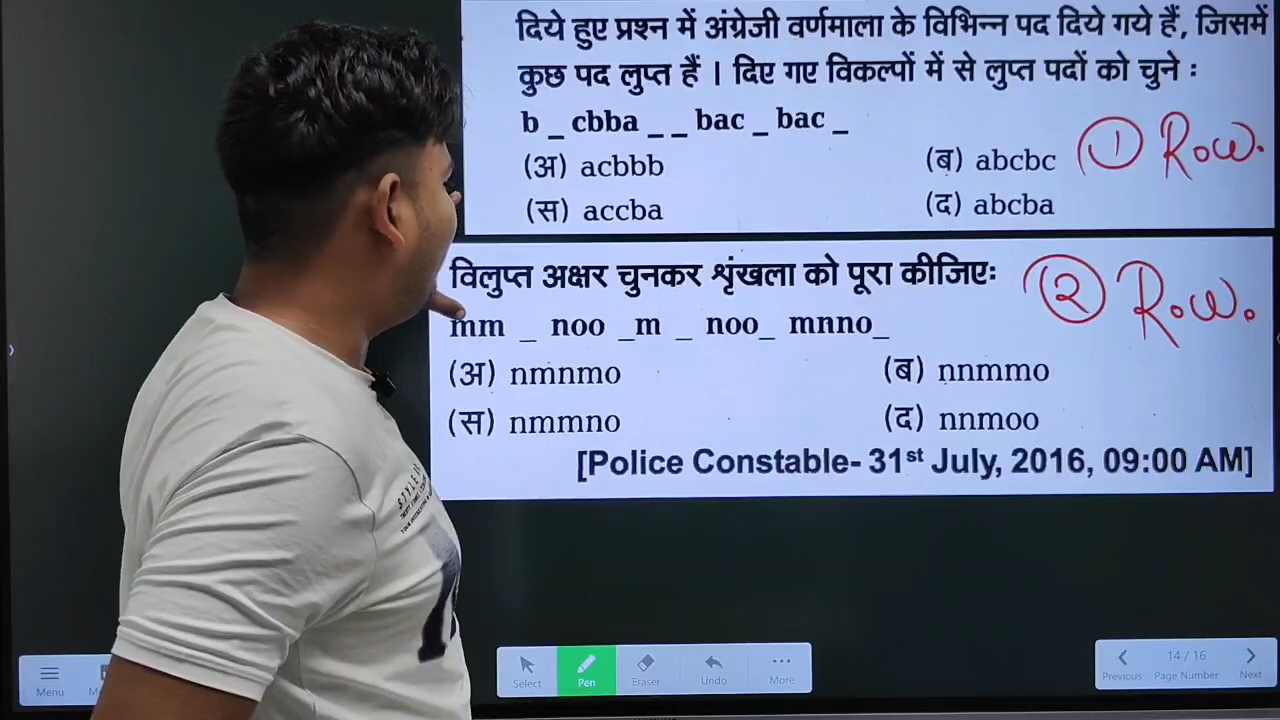 दिये हुए प्रश्न में अंग्रेजी वर्णमाला के विभिन्न पद दिये गये हैं, जिसमें
कुछ पद लुप्त हैं । दिए गए विकल्पों में से लुप्त पदों को चुने :
b _ cbba _ _ bac _ bac _
(अ) acbbb (ब) abcbc
(स) accba (द) abcba
① Row.
विलुप्त अक्षर चुनकर श्रृंखला को पूरा कीजिएः
mm _ noo _m _ noo_ mnno_
(अ) nmnmo (ब) nnmmo
(स) nmmno (द) nnmoo
② Row.
[Police Constable- 31st July, 2016, 09:00 AM]
Menu
Select
Pen
Eraser
Undo
More
Previous
14 / 16
Page Number
Next